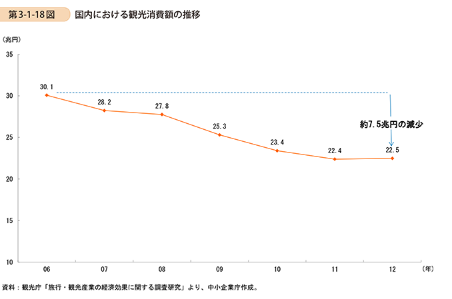 第3-1-18図 国内における観光消費額の推移
(兆円)
35
30
25
20
15
10
30.1
28.2
27.8
25.3
23.4
22.4
22.5
約7.5兆円の減少
06 07 08 09 10 11 12 (年)
資料：観光庁「旅行・観光産業の経済効果に関する調査研究」より、中小企業庁作成。